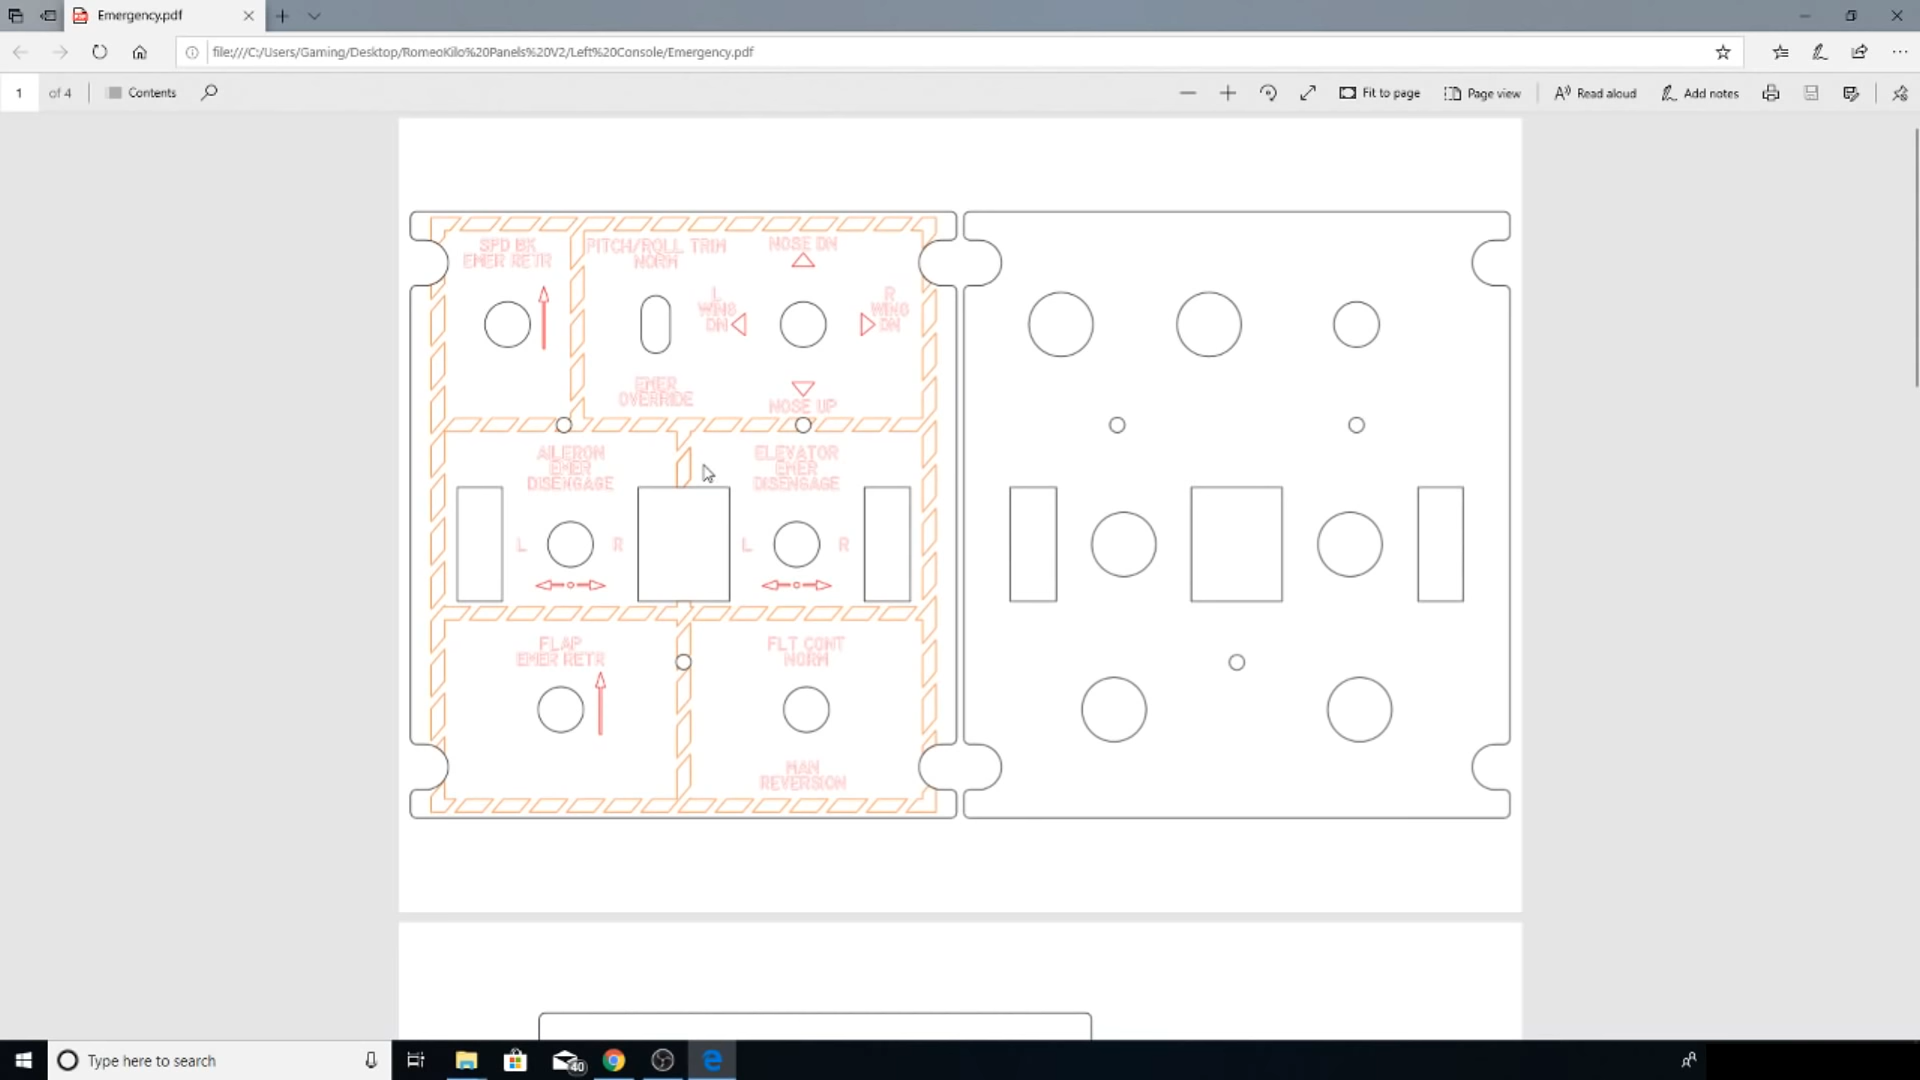 Emergency.pdf
file:///C:/Users/Gaming/Desktop/RomeoKilo%20Panels%20V2/Left%20Console/Emergency.pdf
1 of 4 Contents Fit to page Page view Read aloud Add notes
SPD BK
EMER RETR
PITCH/ROLL TRIM
NORM
NOSE DN
L
WING
DN
R
WING
DN
EMER
OVERRIDE
NOSE UP
AILERON
EMER
DISENGAGE
ELEVATOR
EMER
DISENGAGE
L R L R
FLAP
EMER RETR
FLT CONT
NORM
MAN
REVERSION
Type here to search
40